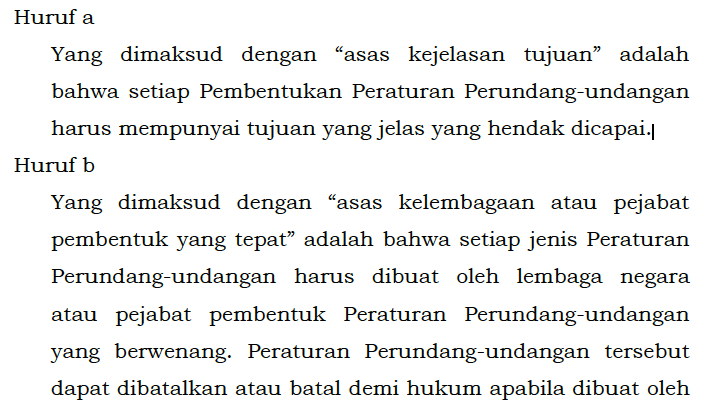 Huruf a
Yang dimaksud dengan “asas kejelasan tujuan” adalah
bahwa setiap Pembentukan Peraturan Perundang-undangan
harus mempunyai tujuan yang jelas yang hendak dicapai.
Huruf b
Yang dimaksud dengan “asas kelembagaan atau pejabat
pembentuk yang tepat” adalah bahwa setiap jenis Peraturan
Perundang-undangan harus dibuat oleh lembaga negara
atau pejabat pembentuk Peraturan Perundang-undangan
yang berwenang. Peraturan Perundang-undangan tersebut
dapat dibatalkan atau batal demi hukum apabila dibuat oleh